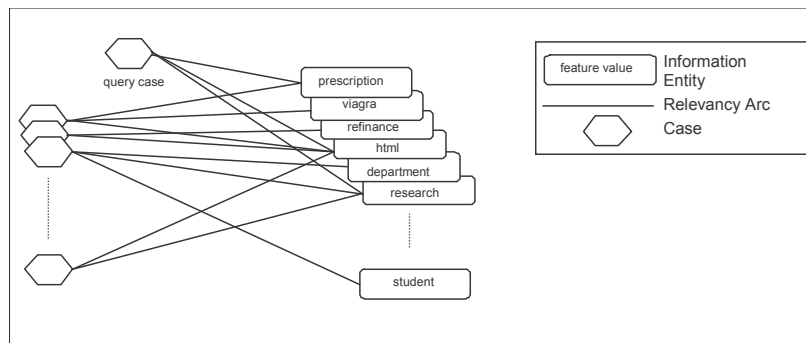 query case
prescription
viagra
refinance
html
department
research
student
feature value
Information
Entity
Relevancy Arc
Case